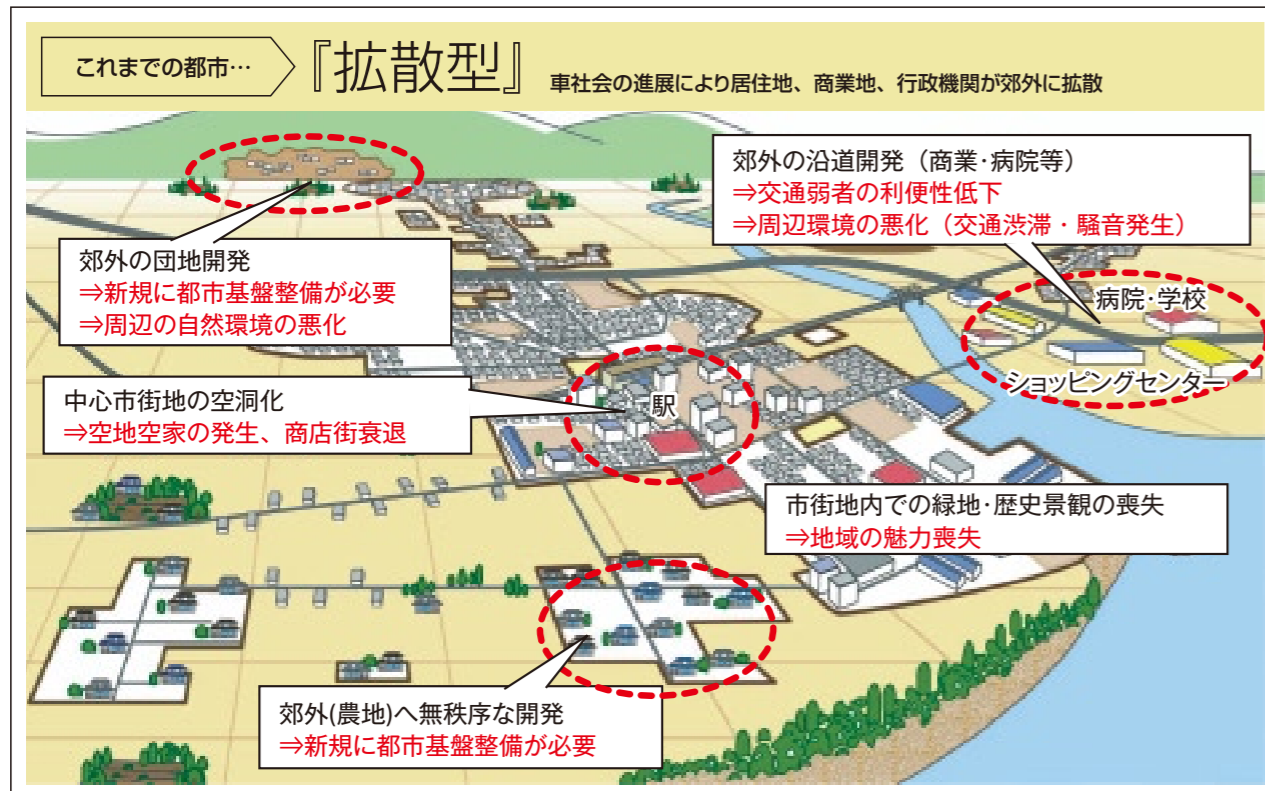 これまでの都市…
『拡散型』
車社会の進展により居住地、商業地、行政機関が郊外に拡散
郊外の沿道開発（商業・病院等）
⇒交通弱者の利便性低下
⇒周辺環境の悪化（交通渋滞・騒音発生）
郊外の団地開発
⇒新規に都市基盤整備が必要
⇒周辺の自然環境の悪化
病院・学校
ショッピングセンター
中心市街地の空洞化
⇒空地空家の発生、商店街衰退
駅
市街地内での緑地・歴史景観の喪失
⇒地域の魅力喪失
郊外(農地)へ無秩序な開発
⇒新規に都市基盤整備が必要